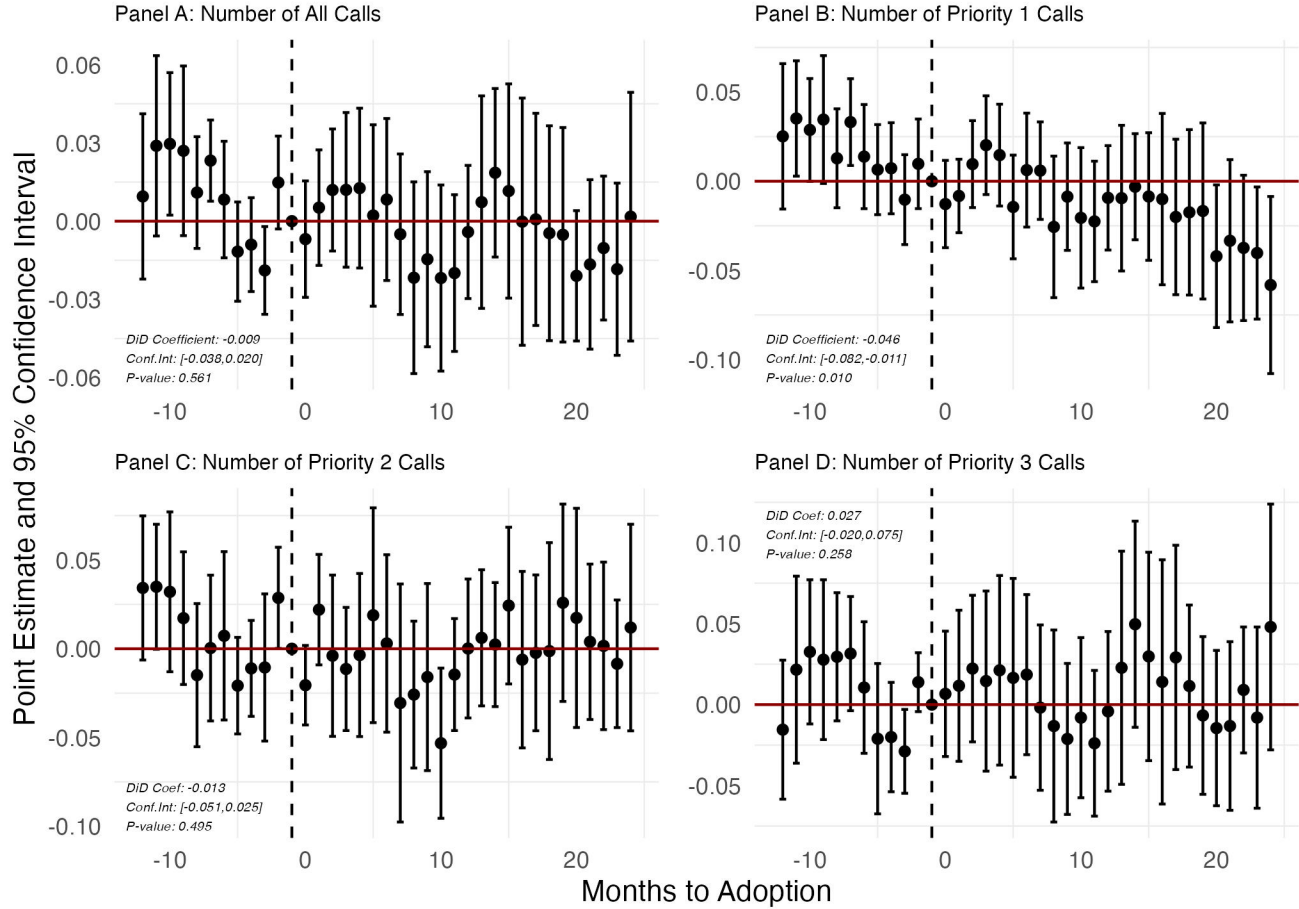 Panel A: Number of All Calls
Panel B: Number of Priority 1 Calls
Point Estimate and 95% Confidence Interval
0.06
0.03
0.00
-0.03
-0.06
DiD Coefficient: -0.009
Conf.Int: [-0.038,0.020]
P-value: 0.561
-10 0 10 20
0.05
0.00
-0.05
-0.10
DiD Coefficient: -0.046
Conf.Int: [-0.082,-0.011]
P-value: 0.010
-10 0 10 20
Panel C: Number of Priority 2 Calls
Panel D: Number of Priority 3 Calls
0.05
0.00
-0.05
-0.10
DiD Coef: -0.013
Conf.Int: [-0.051,0.025]
P-value: 0.495
-10 0 10 20
DiD Coef: 0.027
Conf.Int: [-0.020,0.075]
P-value: 0.258
0.10
0.05
0.00
-0.05
-10 0 10 20
Months to Adoption